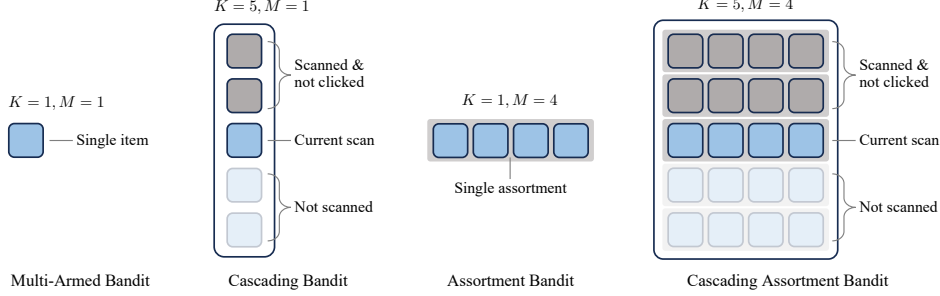 K = 1, M = 1
Single item
Multi-Armed Bandit
K = 5, M = 1
Scanned &
not clicked
Current scan
Not scanned
Cascading Bandit
K = 1, M = 4
Single assortment
Assortment Bandit
K = 5, M = 4
Scanned &
not clicked
Current scan
Not scanned
Cascading Assortment Bandit